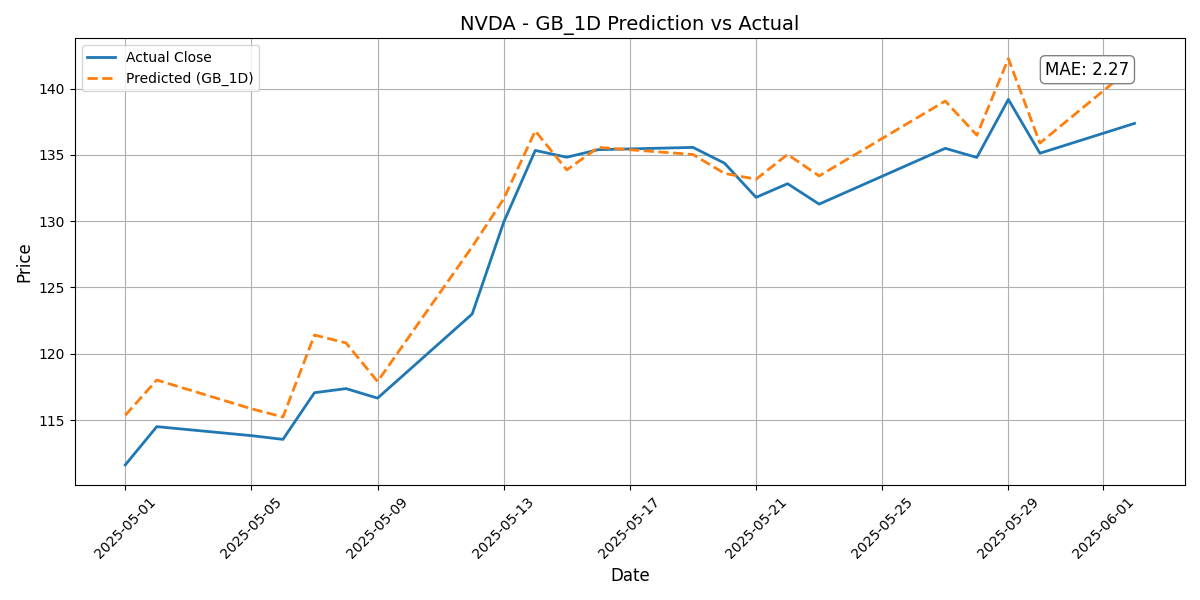 NVDA - GB_1D Prediction vs Actual
Actual Close
Predicted (GB_1D)
MAE: 2.27
Price
140
135
130
125
120
115
2025-05-01
2025-05-05
2025-05-09
2025-05-13
2025-05-17
2025-05-21
2025-05-25
2025-05-29
2025-06-01
Date